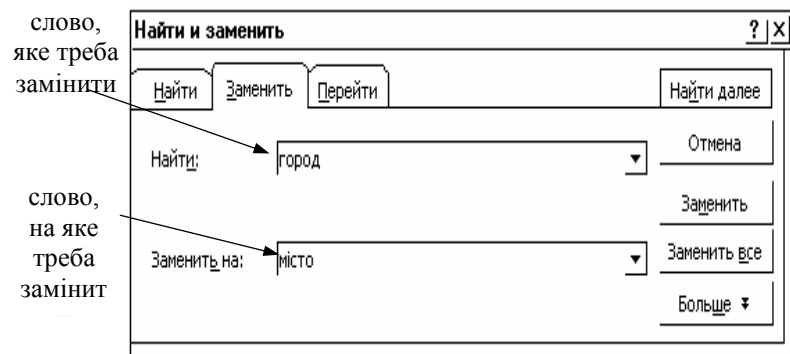 слово,
яке треба
замінити
Найти и заменить
? X
Найти Заменить Перейти
Найти далее
Найти: город
Отмена
Заменить
слово,
на яке
треба
замінит
Заменить на: місто
Заменить все
Больше